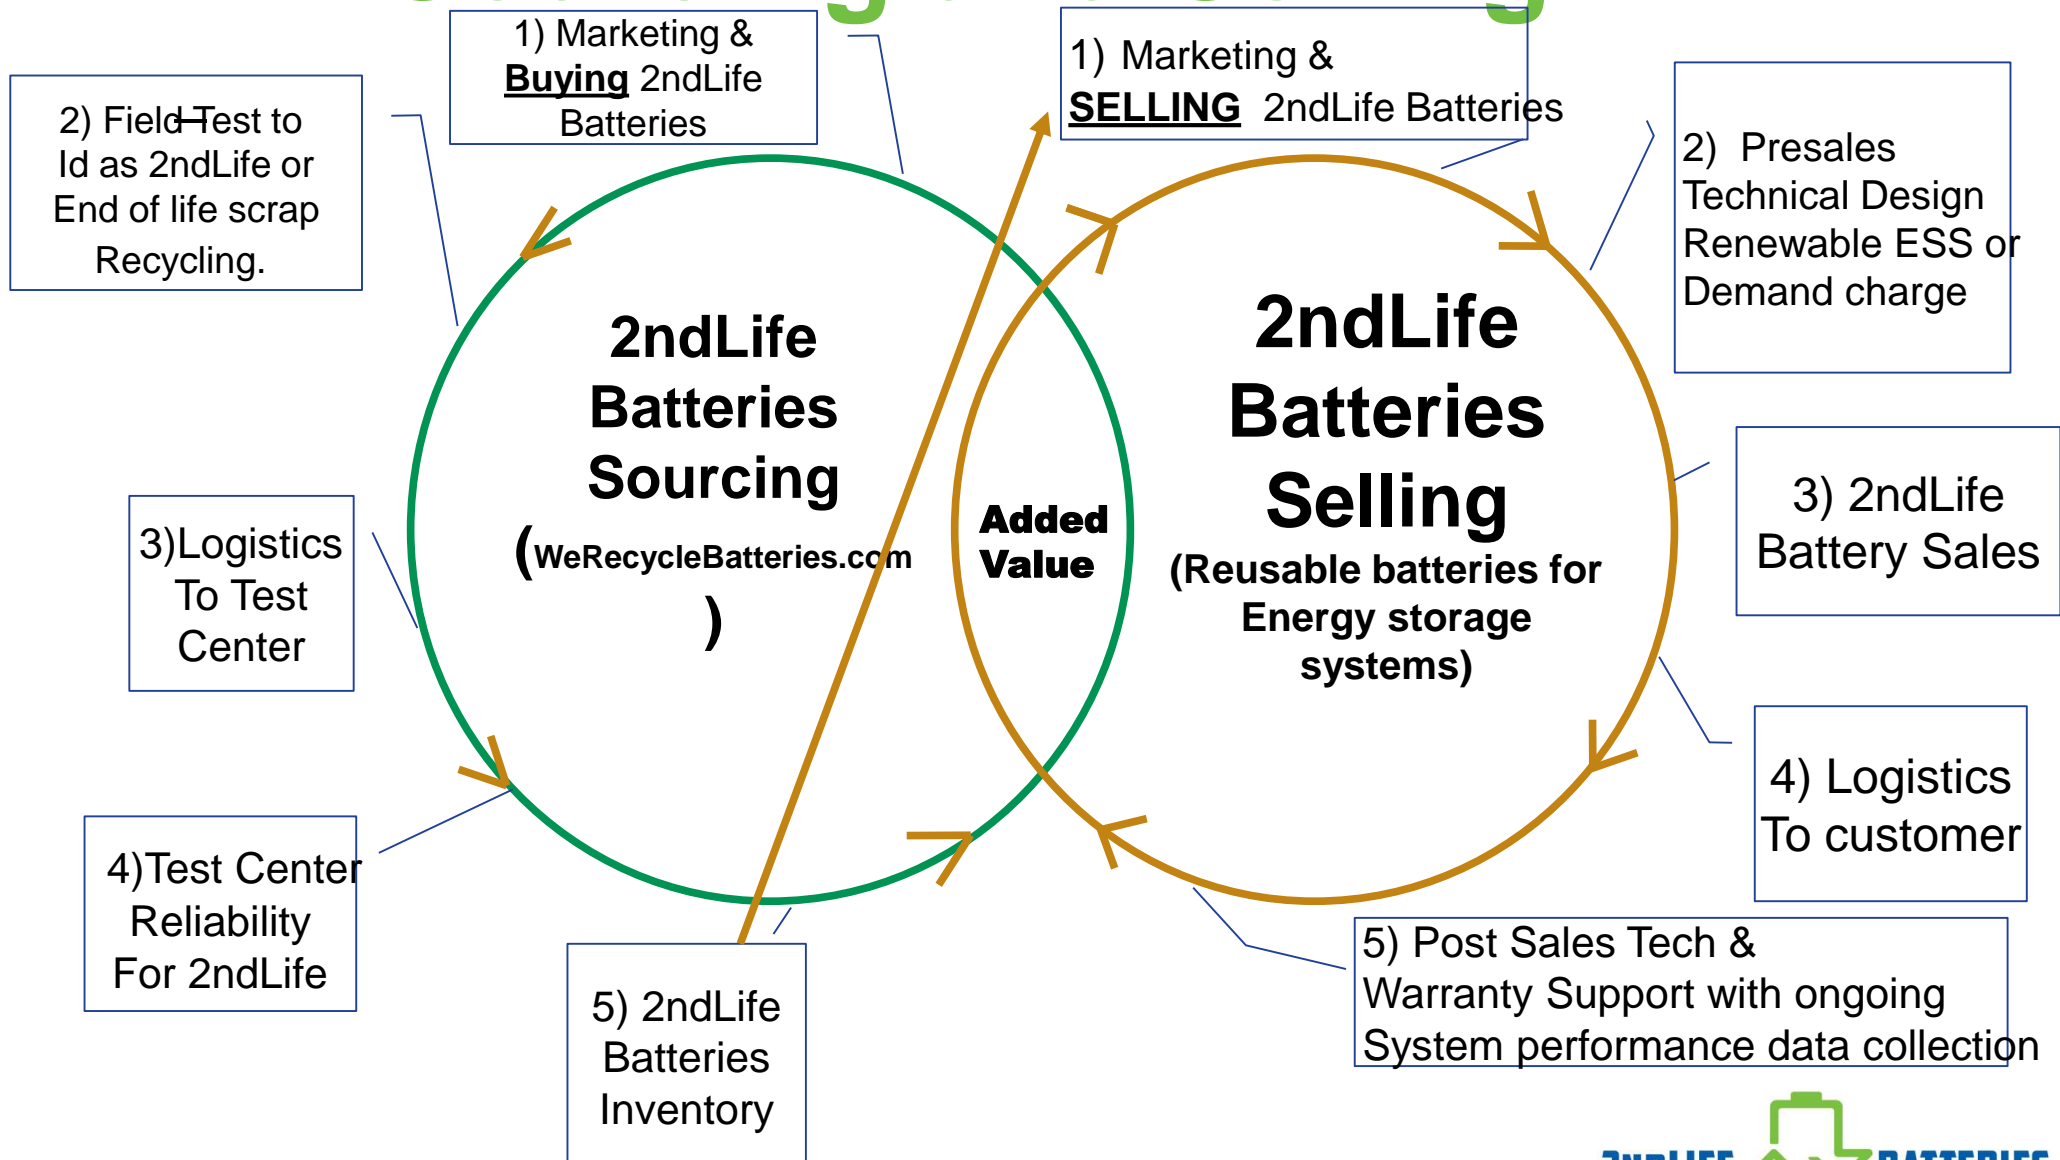 1) Marketing &
Buying 2ndLife
Batteries
2) Field Test to
Id as 2ndLife or
End of life scrap
Recycling.
3)Logistics
To Test
Center
4)Test Center
Reliability
For 2ndLife
5) 2ndLife
Batteries
Inventory
2ndLife
Batteries
Sourcing
(WeRecycleBatteries.com
)
Added
Value
1) Marketing &
SELLING 2ndLife Batteries
2) Presales
Technical Design
Renewable ESS or
Demand charge
3) 2ndLife
Battery Sales
4) Logistics
To customer
5) Post Sales Tech &
Warranty Support with ongoing
System performance data collection
2ndLife
Batteries
Selling
(Reusable batteries for
Energy storage
systems)
2NDLIFE BATTERIES